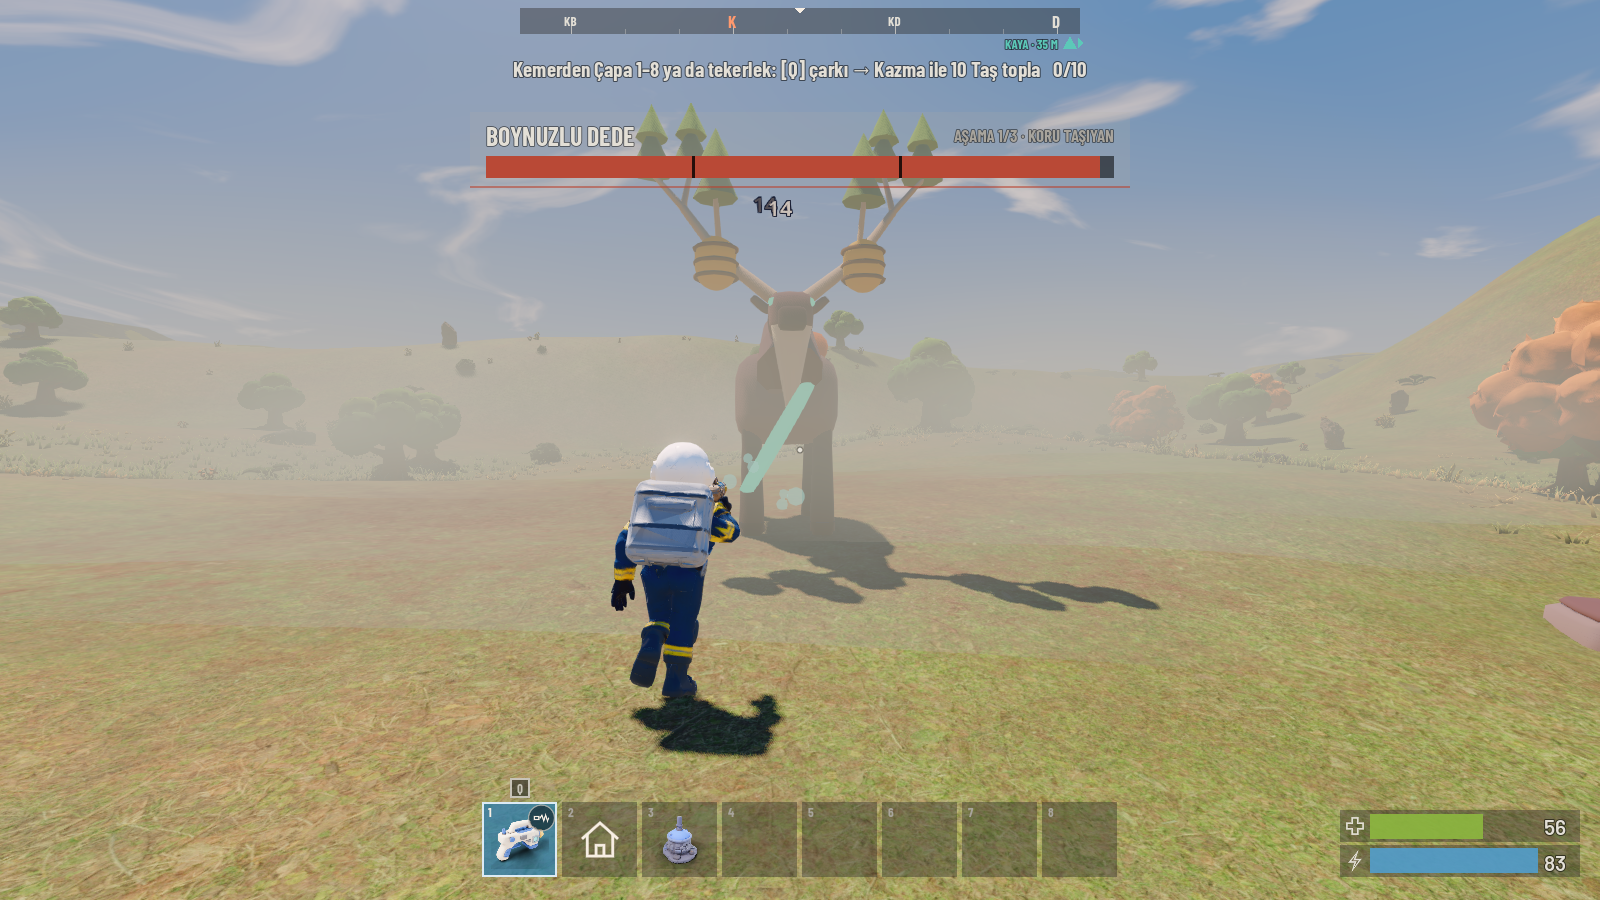 KB K KD D
KAYA · 35 M
Kemerden Çapa 1-8 ya da tekerlek: [Q] çarkı → Kazma ile 10 Taş topla 0/10
BOYNUZLU DEDE AŞAMA 1/3 · KORU TAŞIYAN
14
14
Q
1 2 3 4 5 6 7 8
56
83